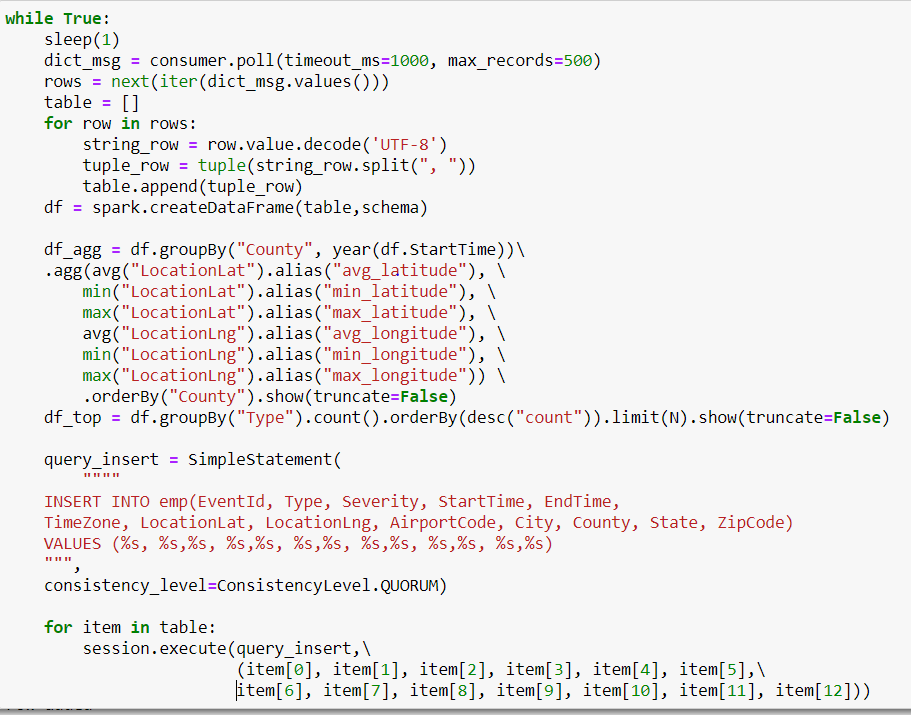 while True:
    sleep(1)
    dict_msg = consumer.poll(timeout_ms=1000, max_records=500)
    rows = next(iter(dict_msg.values()))
    table = []
    for row in rows:
        string_row = row.value.decode('UTF-8')
        tuple_row = tuple(string_row.split(", "))
        table.append(tuple_row)
    df = spark.createDataFrame(table,schema)

    df_agg = df.groupBy("County", year(df.StartTime))\
    .agg(avg("LocationLat").alias("avg_latitude"), \
        min("LocationLat").alias("min_latitude"), \
        max("LocationLat").alias("max_latitude"), \
        avg("LocationLng").alias("avg_longitude"), \
        min("LocationLng").alias("min_longitude"), \
        max("LocationLng").alias("max_longitude")) \
        .orderBy("County").show(truncate=False)
    df_top = df.groupBy("Type").count().orderBy(desc("count")).limit(N).show(truncate=False)

    query_insert = SimpleStatement(
        """"
    INSERT INTO emp(EventId, Type, Severity, StartTime, EndTime,
    TimeZone, LocationLat, LocationLng, AirportCode, City, County, State, ZipCode)
    VALUES (%s, %s,%s, %s,%s, %s,%s, %s,%s, %s,%s, %s,%s)
    """,
    consistency_level=ConsistencyLevel.QUORUM)

    for item in table:
        session.execute(query_insert,\
                        (item[0], item[1], item[2], item[3], item[4], item[5],\
                        item[6], item[7], item[8], item[9], item[10], item[11], item[12]))